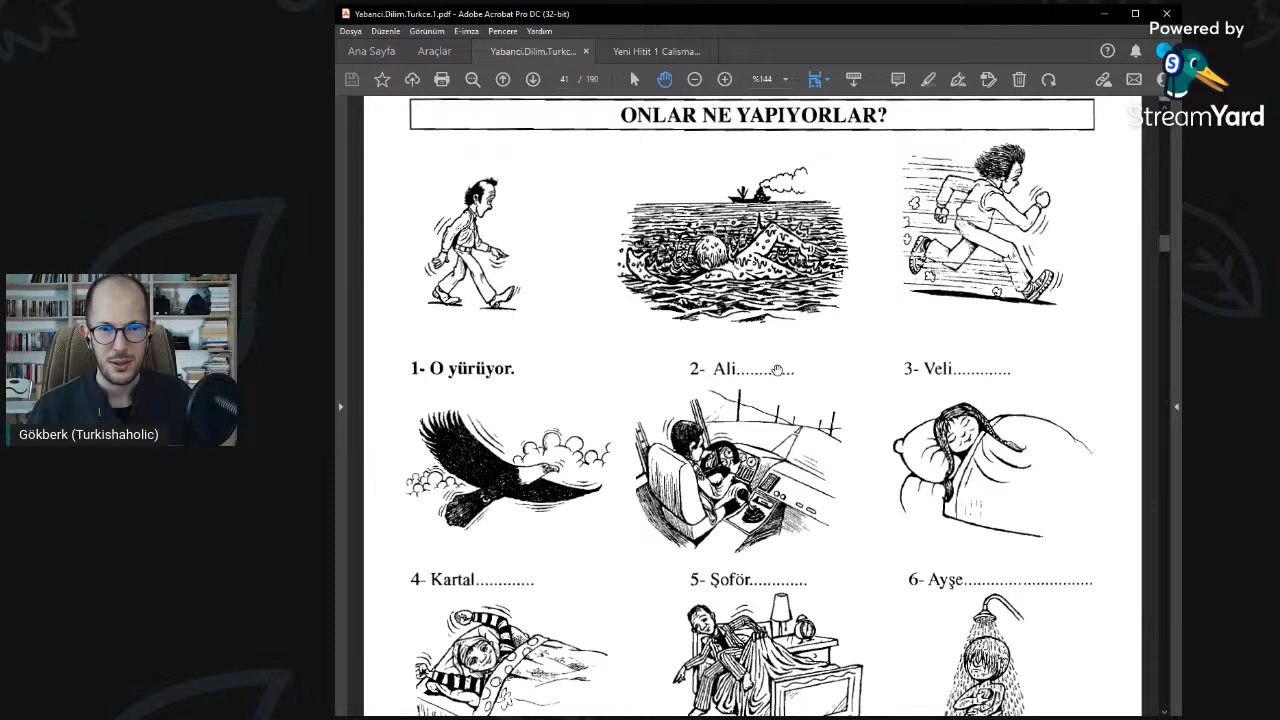 Yabanci.Dilim.Turkce.1.pdf - Adobe Acrobat Pro DC (32-bit)
Dosya Düzenle Görünüm E-imza Pencere Yardım
Ana Sayfa Araçlar Yabanci.Dilim.Turkc... Yeni Hitit 1 Calisma...
41 / 190 %144
Powered by
StreamYard
ONLAR NE YAPIYORLAR?
1- O yürüyor.
2- Ali..............
3- Veli.............
4- Kartal.............
5- Şoför.............
6- Ayşe.............................
Gökberk (Turkishaholic)